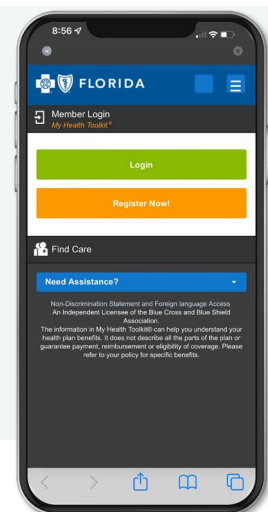 8:56
FLORIDA
Member Login
My Health Toolkit®
Login
Register Now!
Find Care
Need Assistance?
Non-Discrimination Statement and Foreign language Access
An Independent Licensee of the Blue Cross and Blue Shield
Association.
The information in My Health Toolkit® can help you understand your
health plan benefits. It does not describe all the parts of the plan or
guarantee payment, reimbursement or eligibility of coverage. Please
refer to your policy for specific benefits.